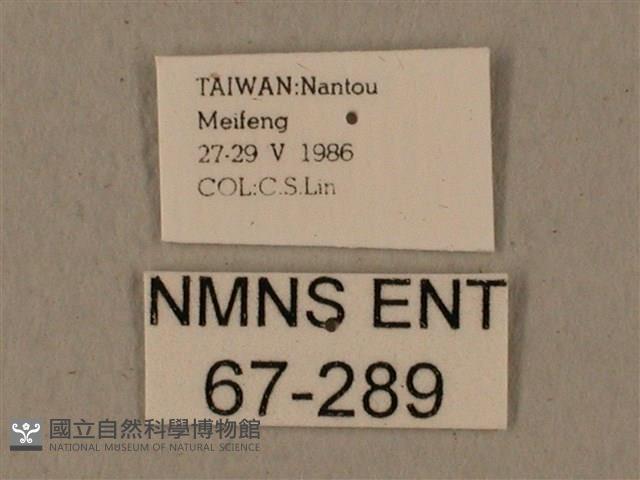 TAIWAN:Nantou
Meifeng
27-29 V 1986
COL:C.S.Lin
NMNS ENT
67-289
國立自然科學博物館
NATIONAL MUSEUM OF NATURAL SCIENCE